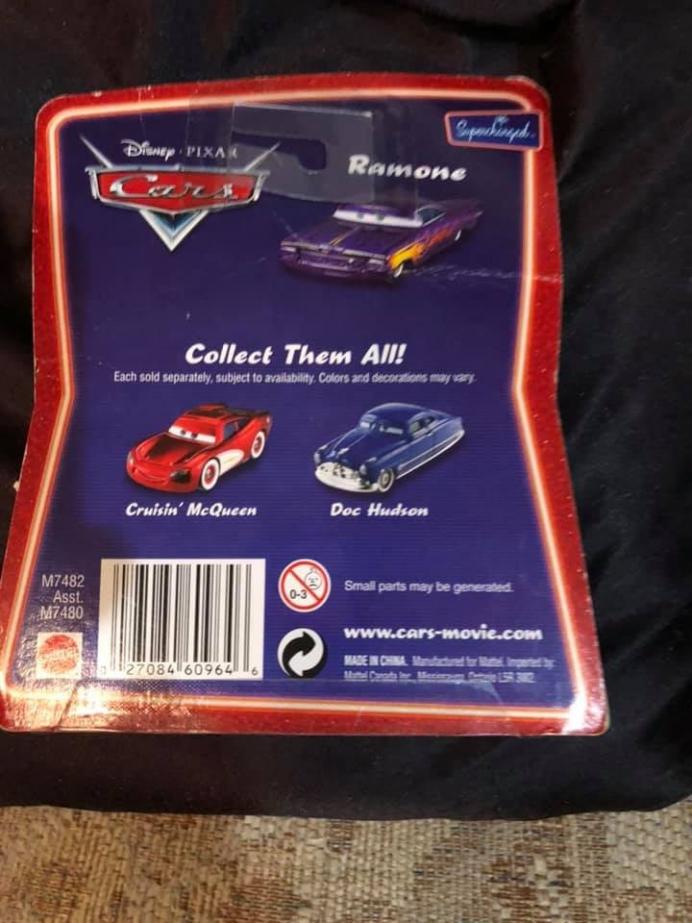 Disney · PIXAR
Cars
Supercharged.
Ramone
Collect Them All!
Each sold separately, subject to availability. Colors and decorations may vary.
Cruisin' McQueen
Doc Hudson
M7482
Asst.
M7480
0-3
Small parts may be generated.
www.cars-movie.com
MADE IN CHINA. Manufactured for Mattel. Imported by:
Mattel Canada Inc., Mississauga, Ontario L5R 3W2.
27084 60964 6